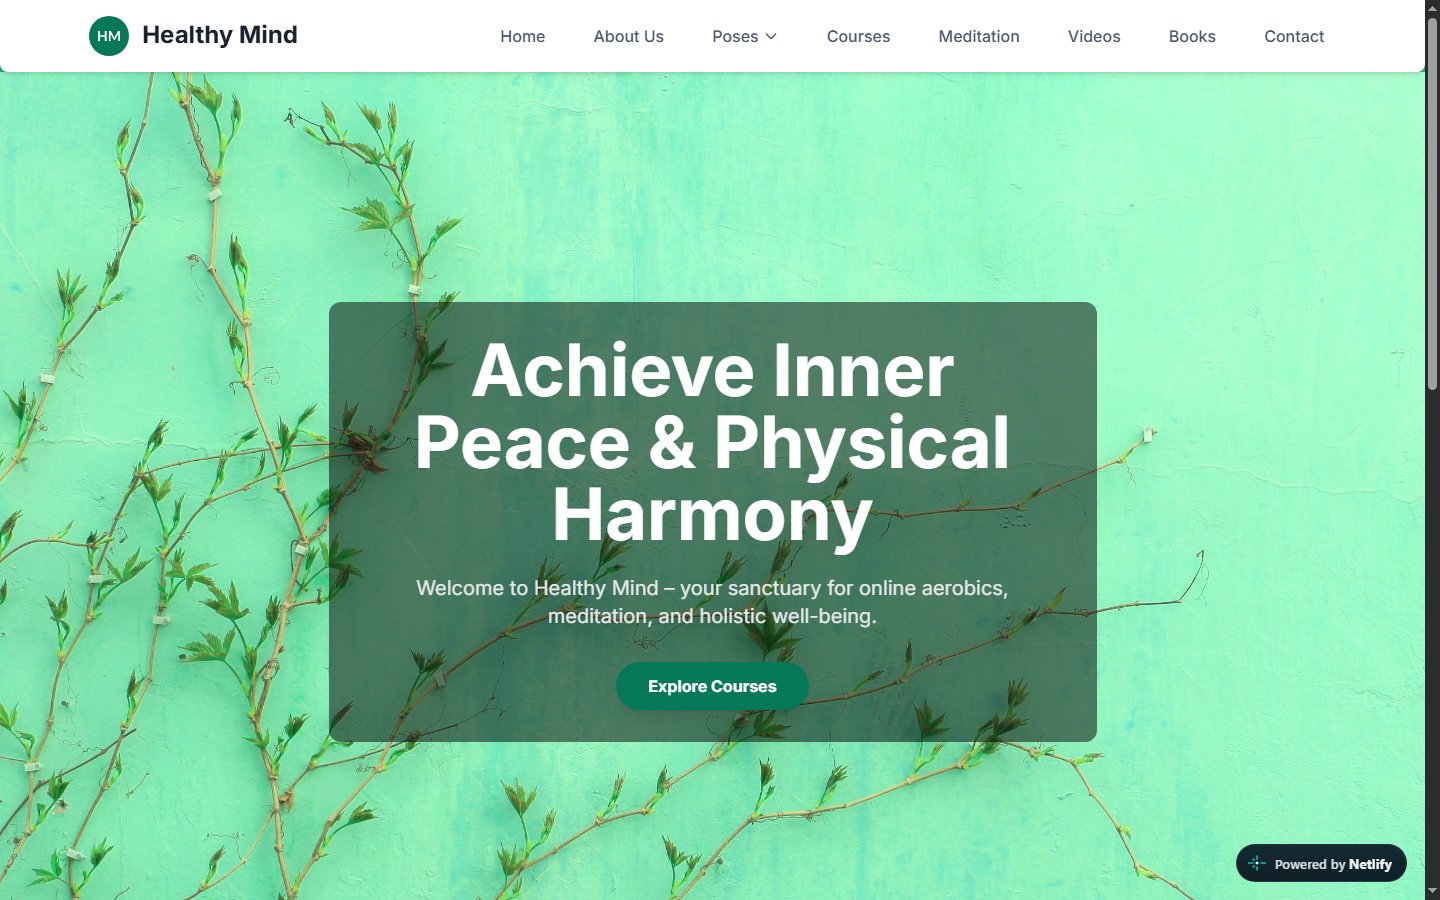 HM Healthy Mind Home About Us Poses Courses Meditation Videos Books Contact
Achieve Inner
Peace & Physical
Harmony
Welcome to Healthy Mind – your sanctuary for online aerobics,
meditation, and holistic well-being.
Explore Courses
Powered by Netlify